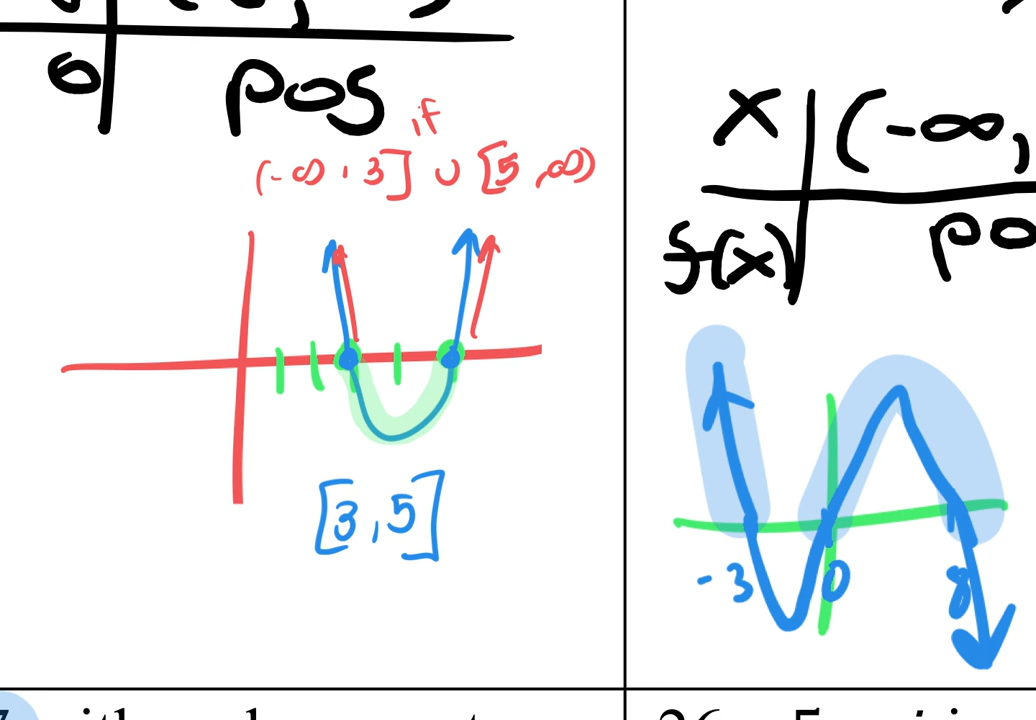 0 | pos
if
(-∞, 3] ∪ [5, ∞)
[3, 5]
x | (-∞,
f(x) | po
-3 0 8